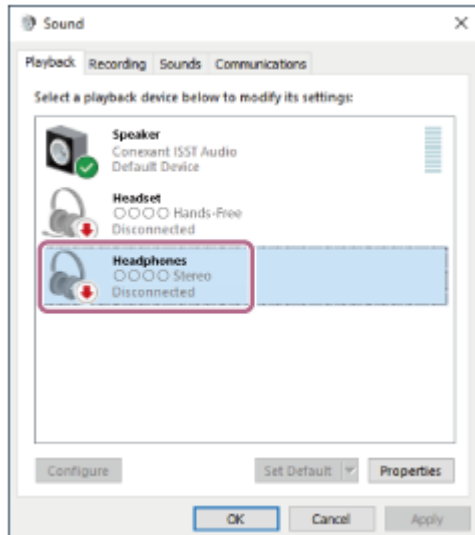 Sound
Playback Recording Sounds Communications
Select a playback device below to modify its settings:
Speaker
Conexant ISST Audio
Default Device
Headset
○○○○ Hands-Free
Disconnected
Headphones
○○○○ Stereo
Disconnected
Configure Set Default Properties
OK Cancel Apply